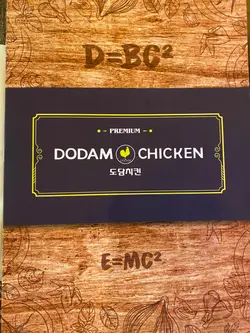 D=BC²
PREMIUM
DODAM CHICKEN
도담치킨
E=MC²